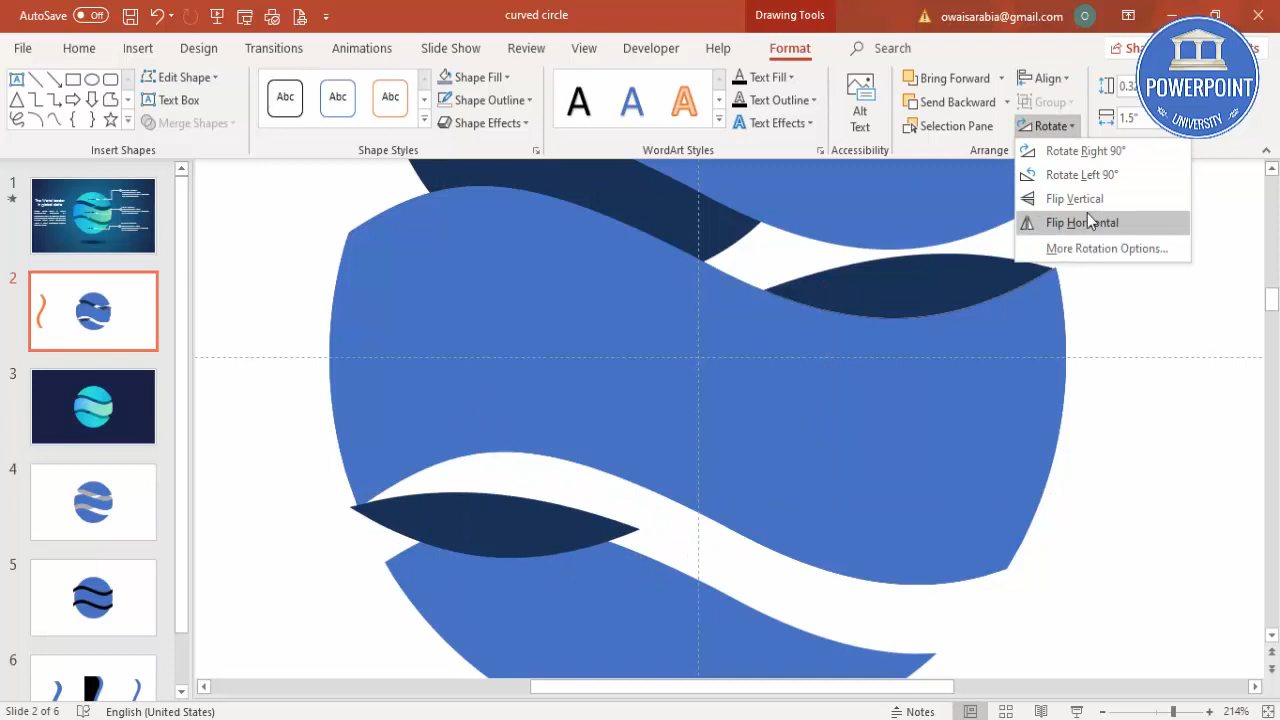 AutoSave Off
curved circle
Drawing Tools
owaisarabia@gmail.com
O
File Home Insert Design Transitions Animations Slide Show Review View Developer Help Format Search
POWERPOINT
UNIVERSITY
Edit Shape
Text Box
Merge Shapes
Insert Shapes
Abc Abc Abc
Shape Fill
Shape Outline
Shape Effects
Shape Styles
A A A
Text Fill
Text Outline
Text Effects
WordArt Styles
Alt
Text
Accessibility
Bring Forward
Send Backward
Selection Pane
Align
Group
Rotate
Arrange
1.5"
Rotate Right 90°
Rotate Left 90°
Flip Vertical
Flip Horizontal
More Rotation Options...
1
2
3
4
5
6
Slide 2 of 6
English (United States)
Notes
214%